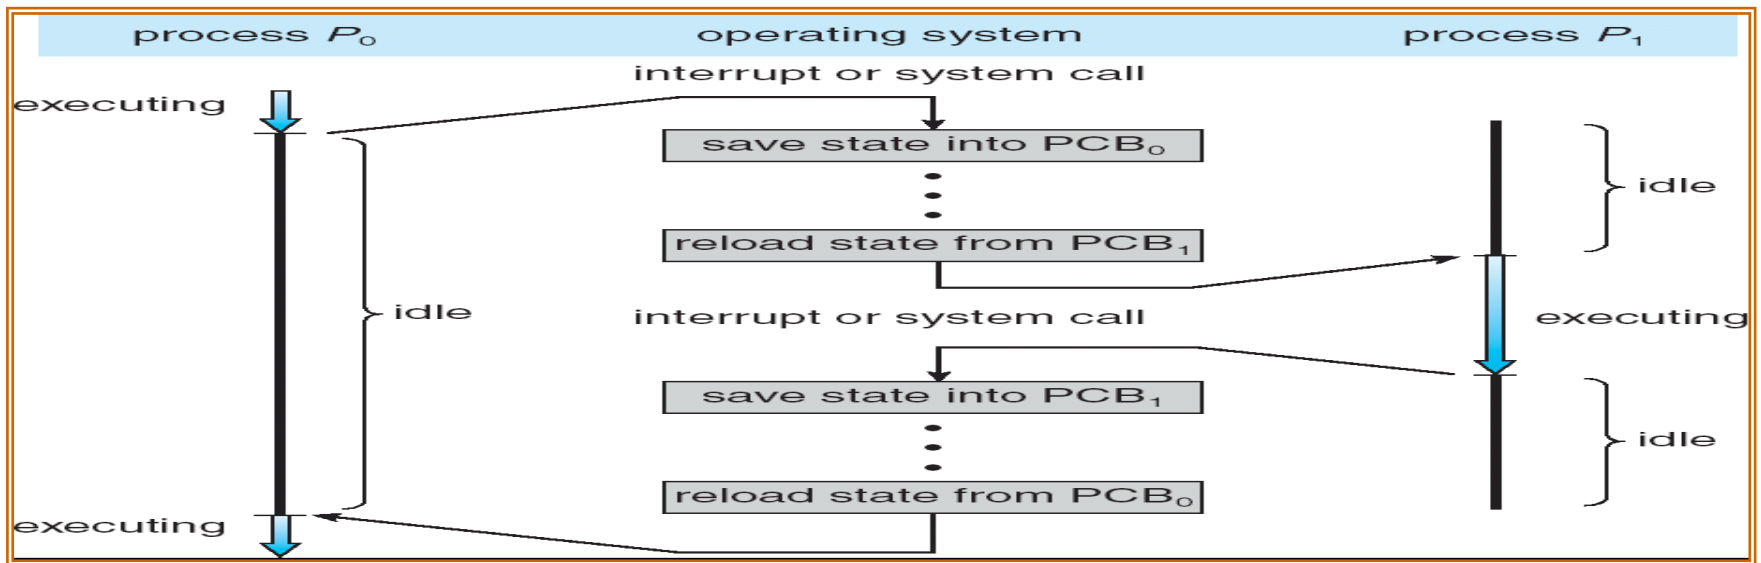 process P₀
operating system
process P₁
interrupt or system call
executing
save state into PCB₀
idle
reload state from PCB₁
idle
interrupt or system call
executing
save state into PCB₁
idle
reload state from PCB₀
executing